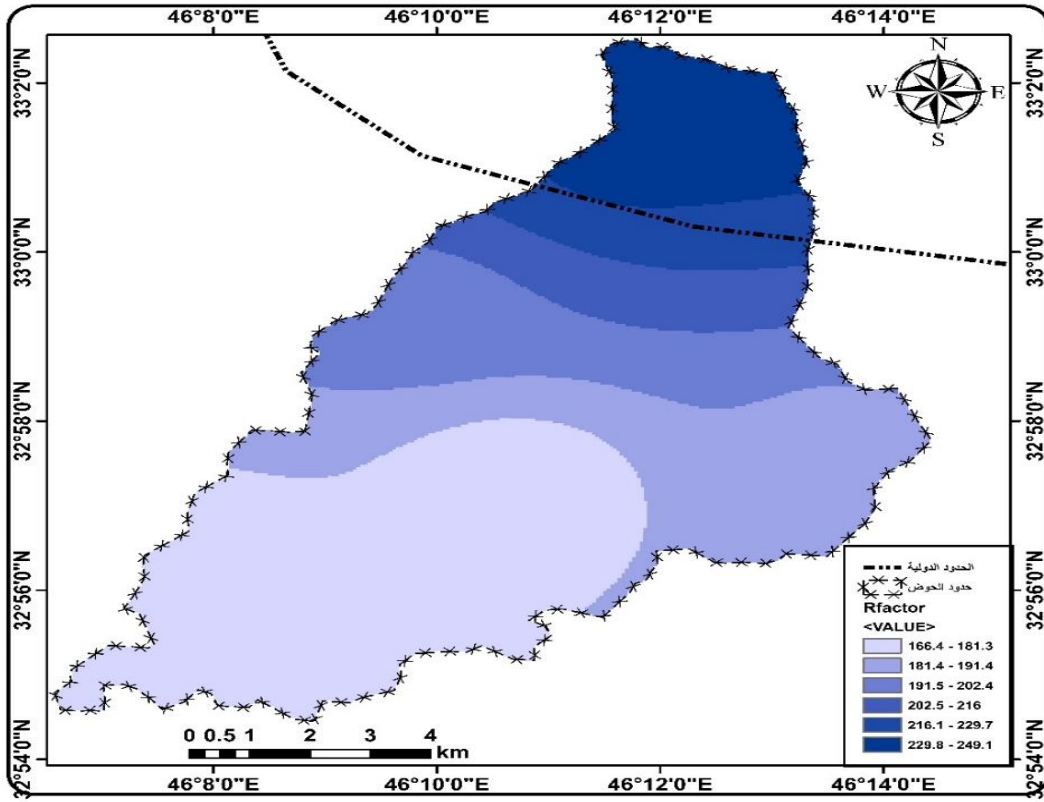 46°8'0"E 46°10'0"E 46°12'0"E 46°14'0"E
N
W E
S
33°2'0"N 33°2'0"N
33°0'0"N 33°0'0"N
32°58'0"N 32°58'0"N
32°56'0"N 32°56'0"N
32°54'0"N 32°54'0"N
الحدود الدولية
حدود الحوض
Rfactor
<VALUE>
166.4 - 181.3
181.4 - 191.4
191.5 - 202.4
202.5 - 216
216.1 - 229.7
229.8 - 249.1
0 0.5 1 2 3 4
km
46°8'0"E 46°10'0"E 46°12'0"E 46°14'0"E